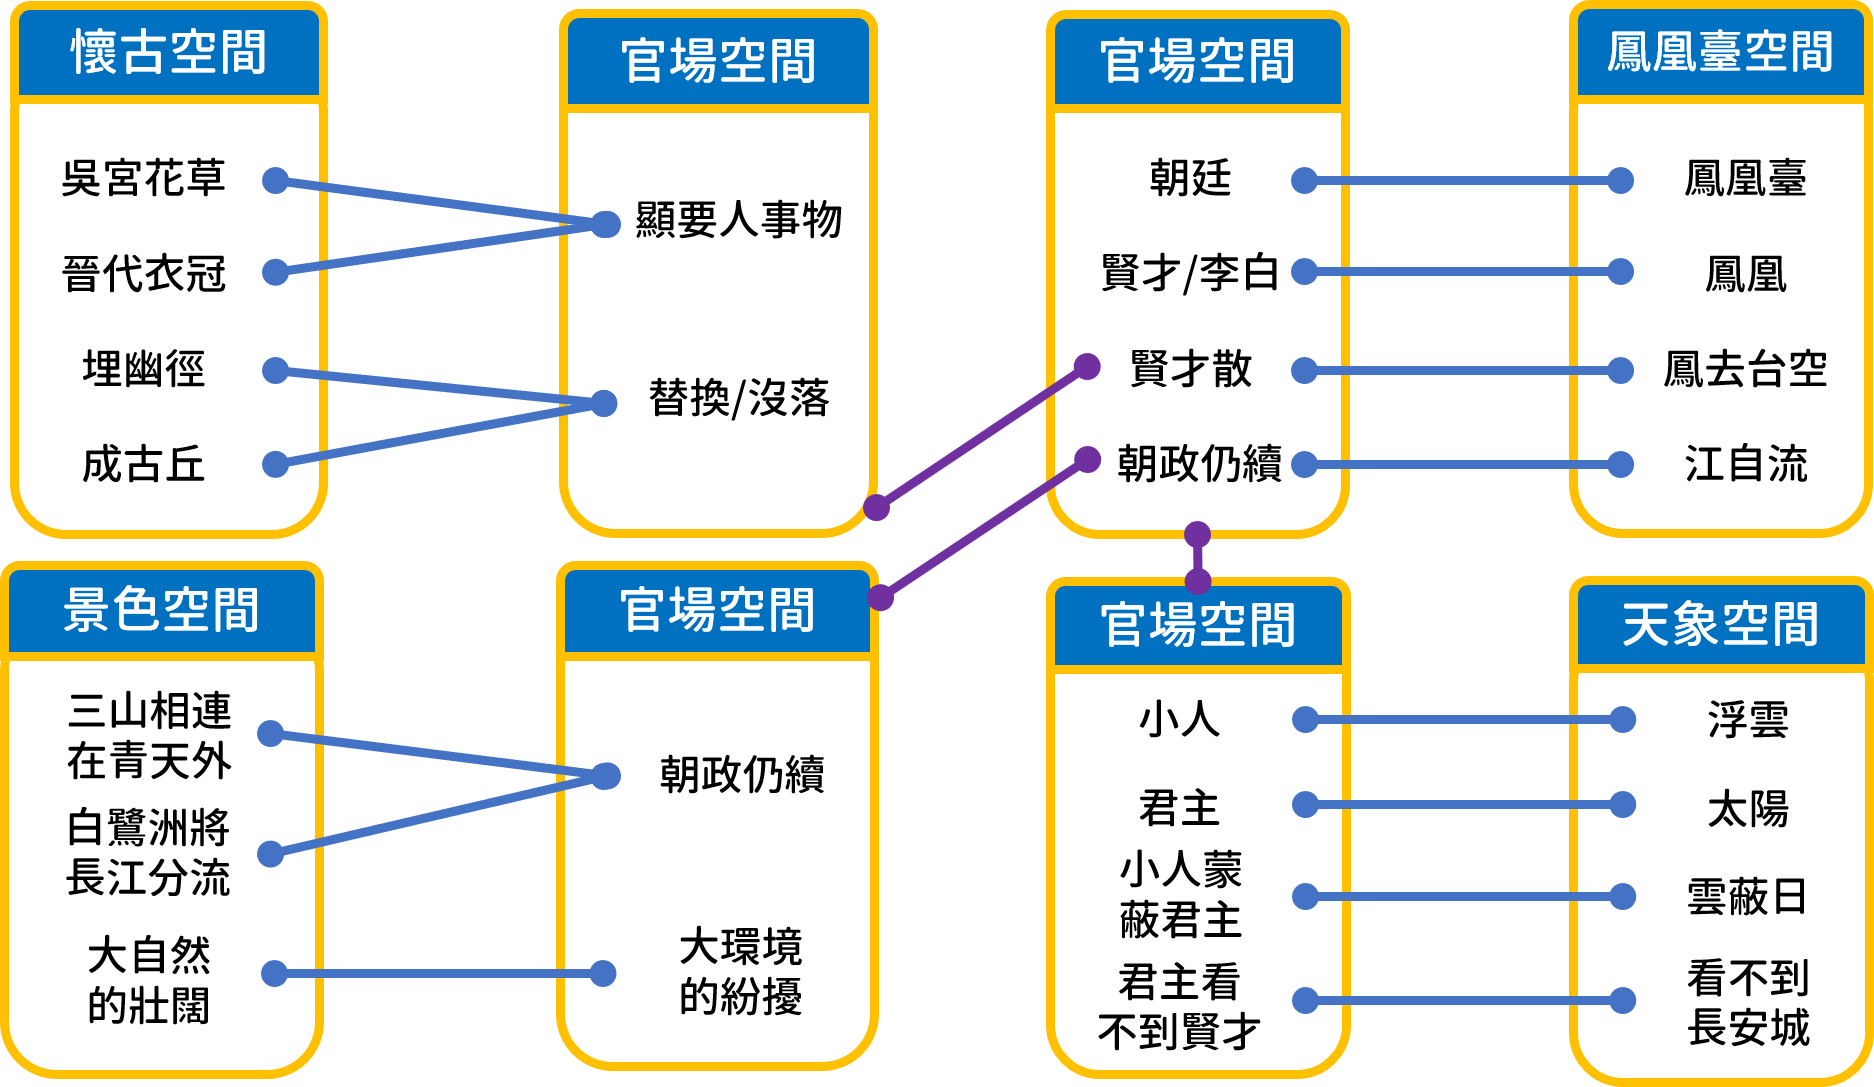 懷古空間
吳宮花草
晉代衣冠
埋幽徑
成古丘
官場空間
顯要人事物
替換/沒落
官場空間
朝廷
賢才/李白
賢才散
朝政仍續
鳳凰臺空間
鳳凰臺
鳳凰
鳳去台空
江自流
景色空間
三山相連
在青天外
白鷺洲將
長江分流
大自然
的壯闊
官場空間
朝政仍續
大環境
的紛擾
官場空間
小人
君主
小人蒙
蔽君主
君主看
不到賢才
天象空間
浮雲
太陽
雲蔽日
看不到
長安城